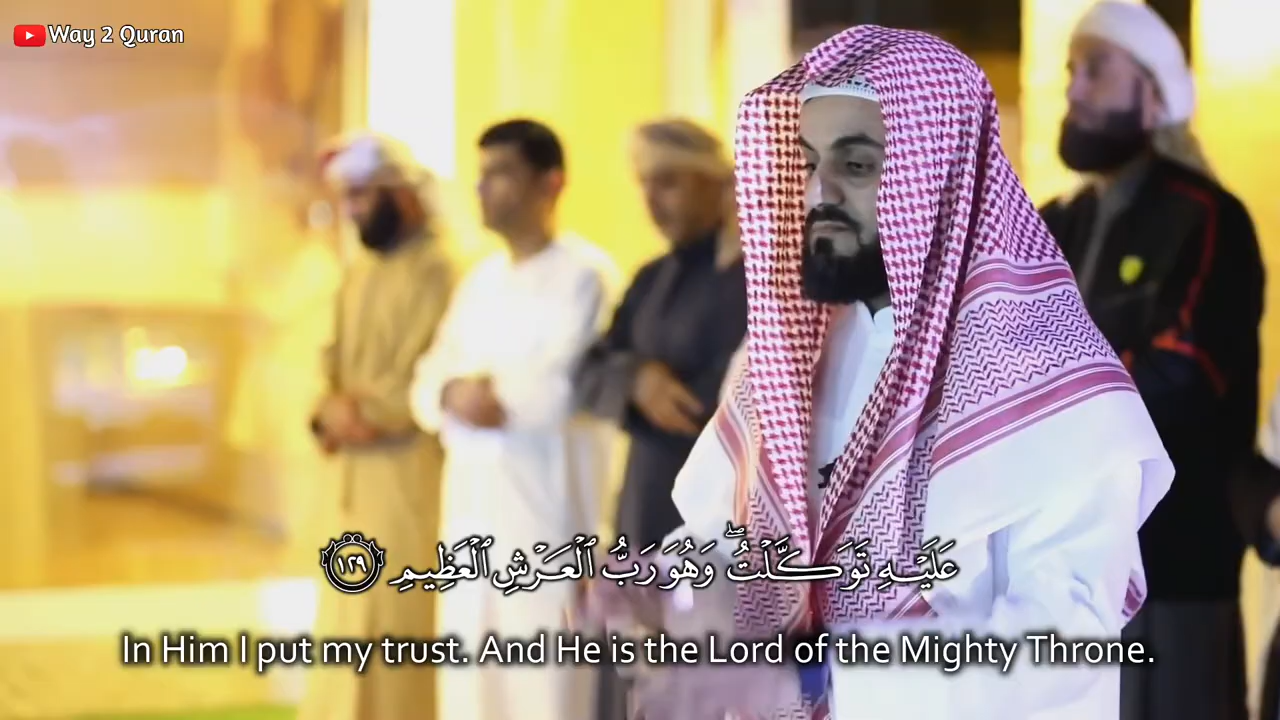 Way 2 Quran
عَلَيْهِ تَوَكَّلْتُ ۖ وَهُوَ رَبُّ ٱلْعَرْشِ ٱلْعَظِيمِ ١٢٩
In Him I put my trust. And He is the Lord of the Mighty Throne.